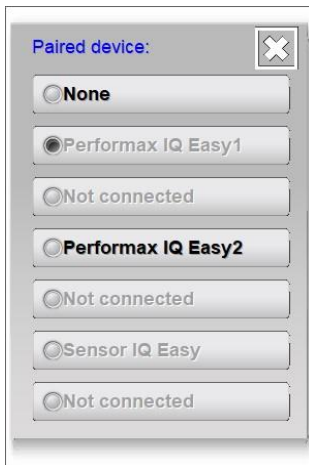 Paired device:
None
Performax IQ Easy1
Not connected
Performax IQ Easy2
Not connected
Sensor IQ Easy
Not connected